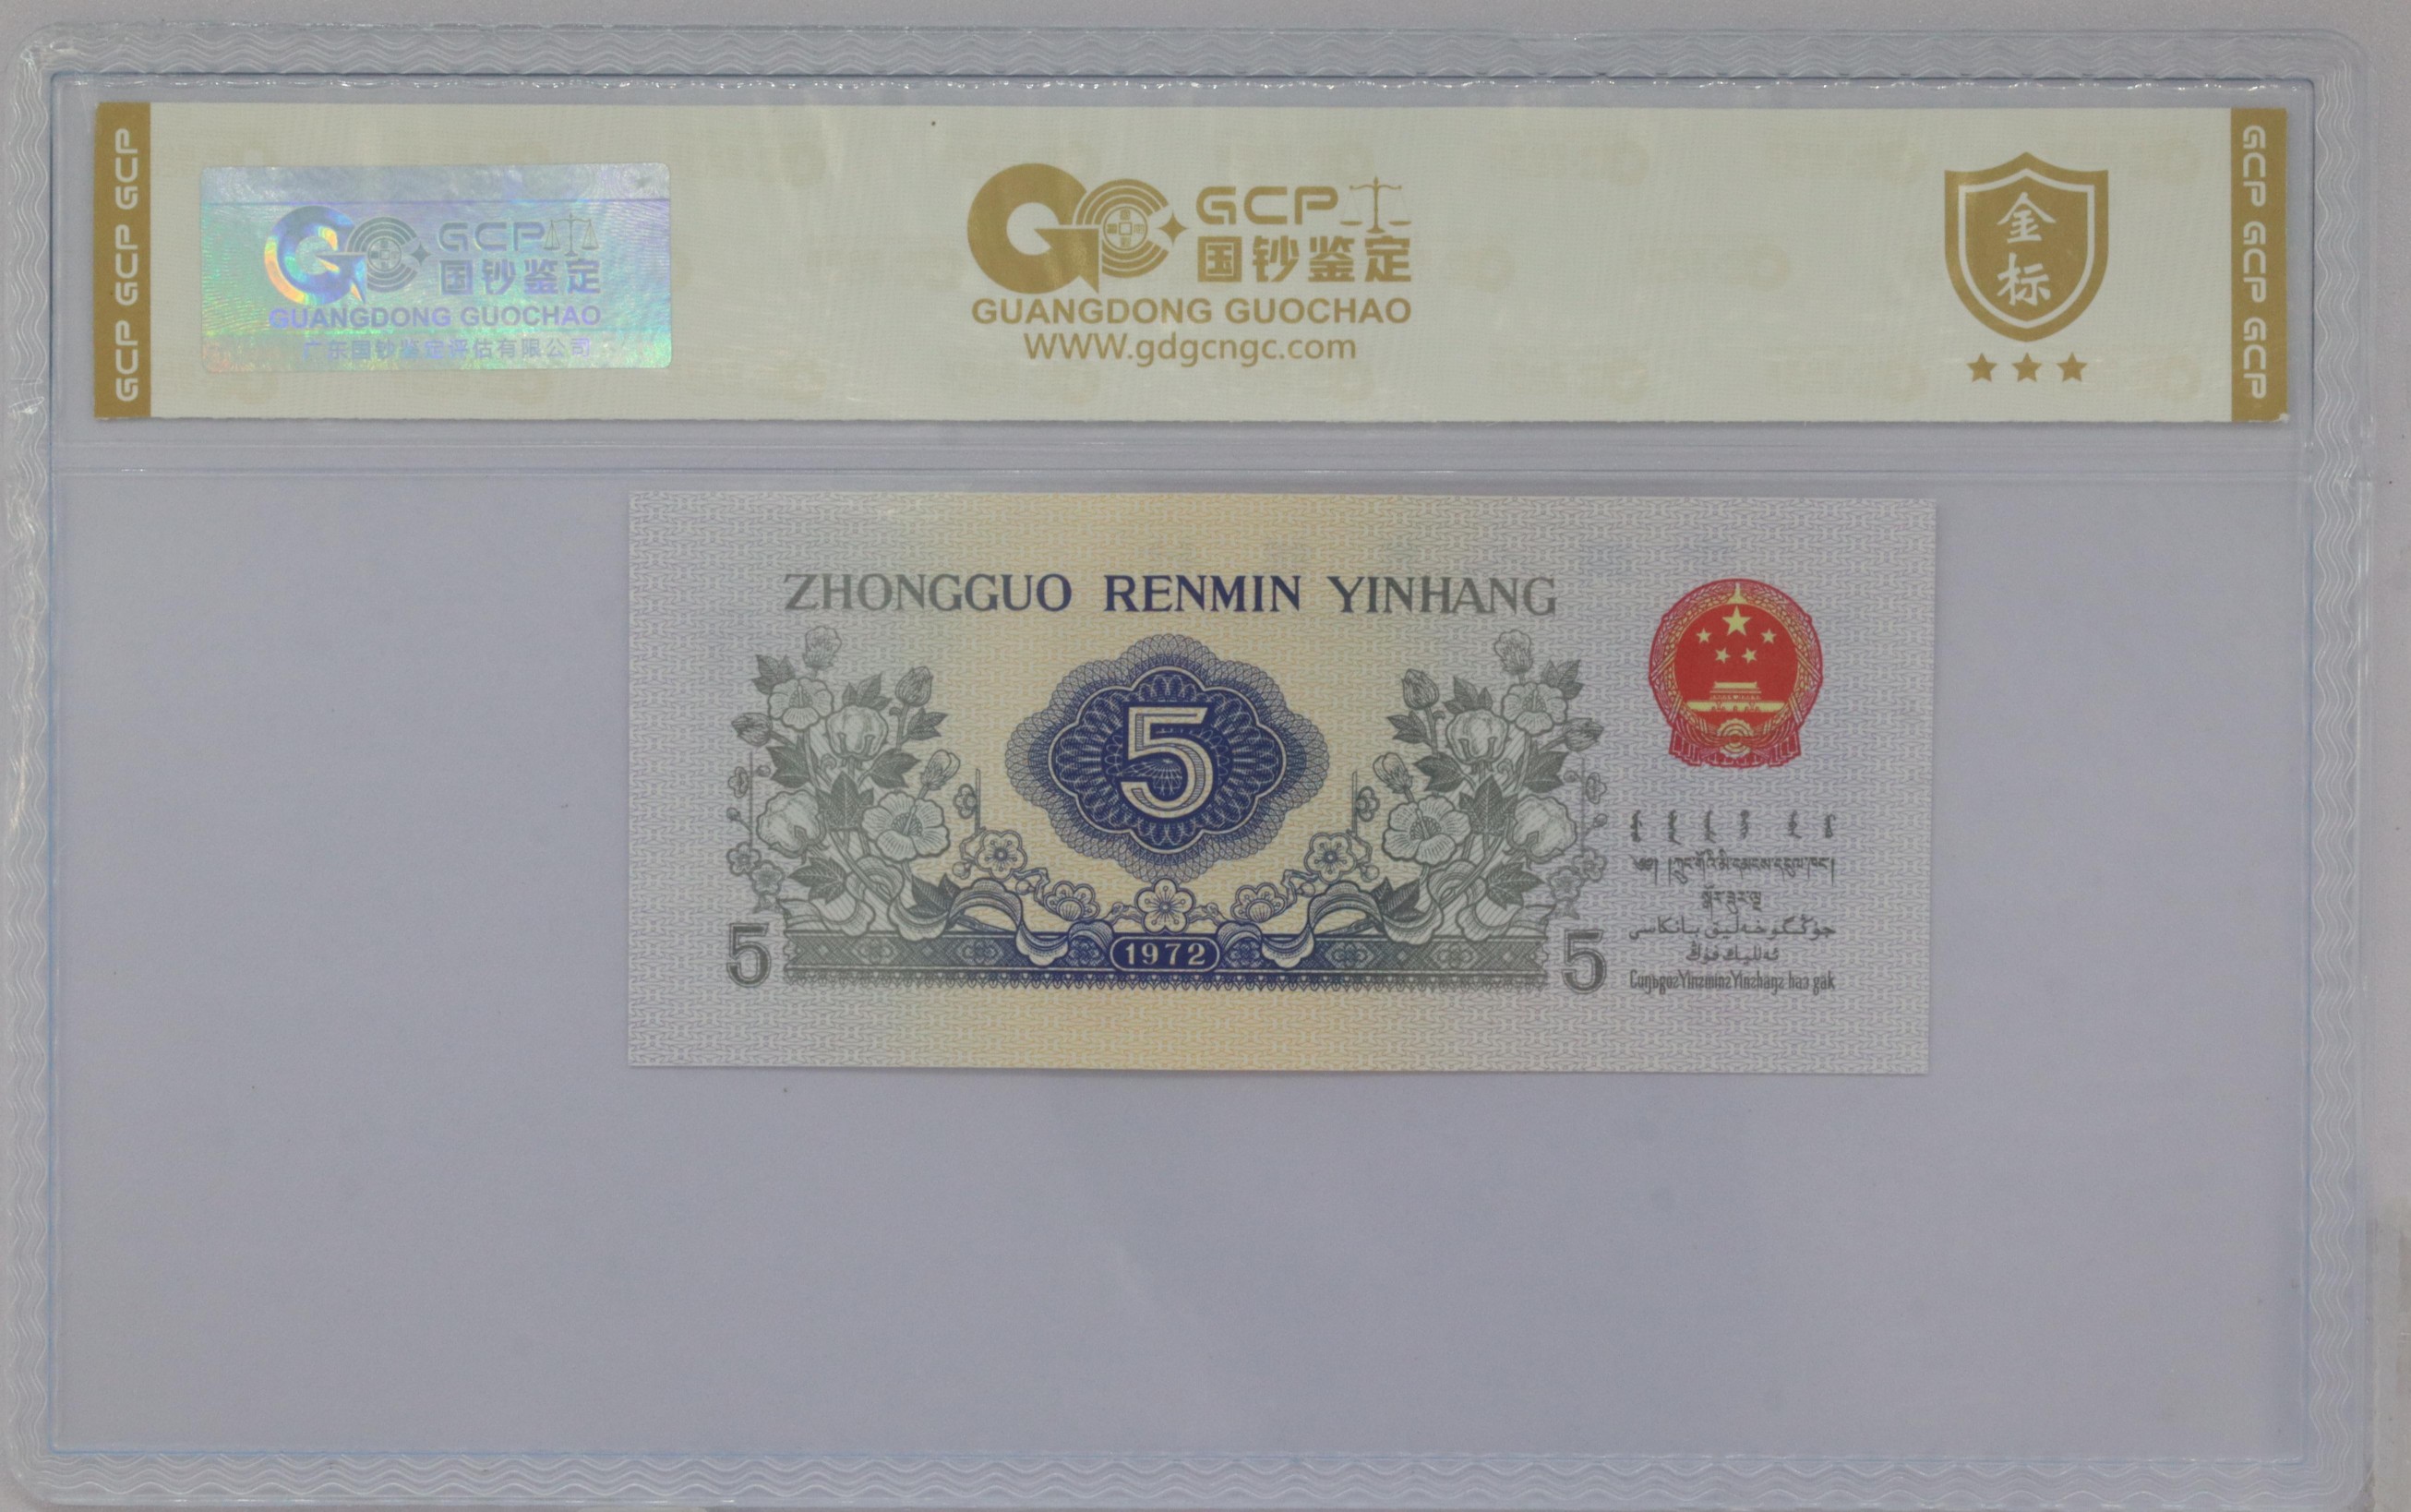 GCP GCP GCP
GCP
国钞鉴定
GUANGDONG GUOCHAO
广东国钞鉴定评估有限公司
GCP
国钞鉴定
GUANGDONG GUOCHAO
WWW.gdgcngc.com
金
标
GCP GCP GCP
ZHONGGUO RENMIN YINHANG
5
1972
5
5
جۇڭگوخەلىق بانكاسى